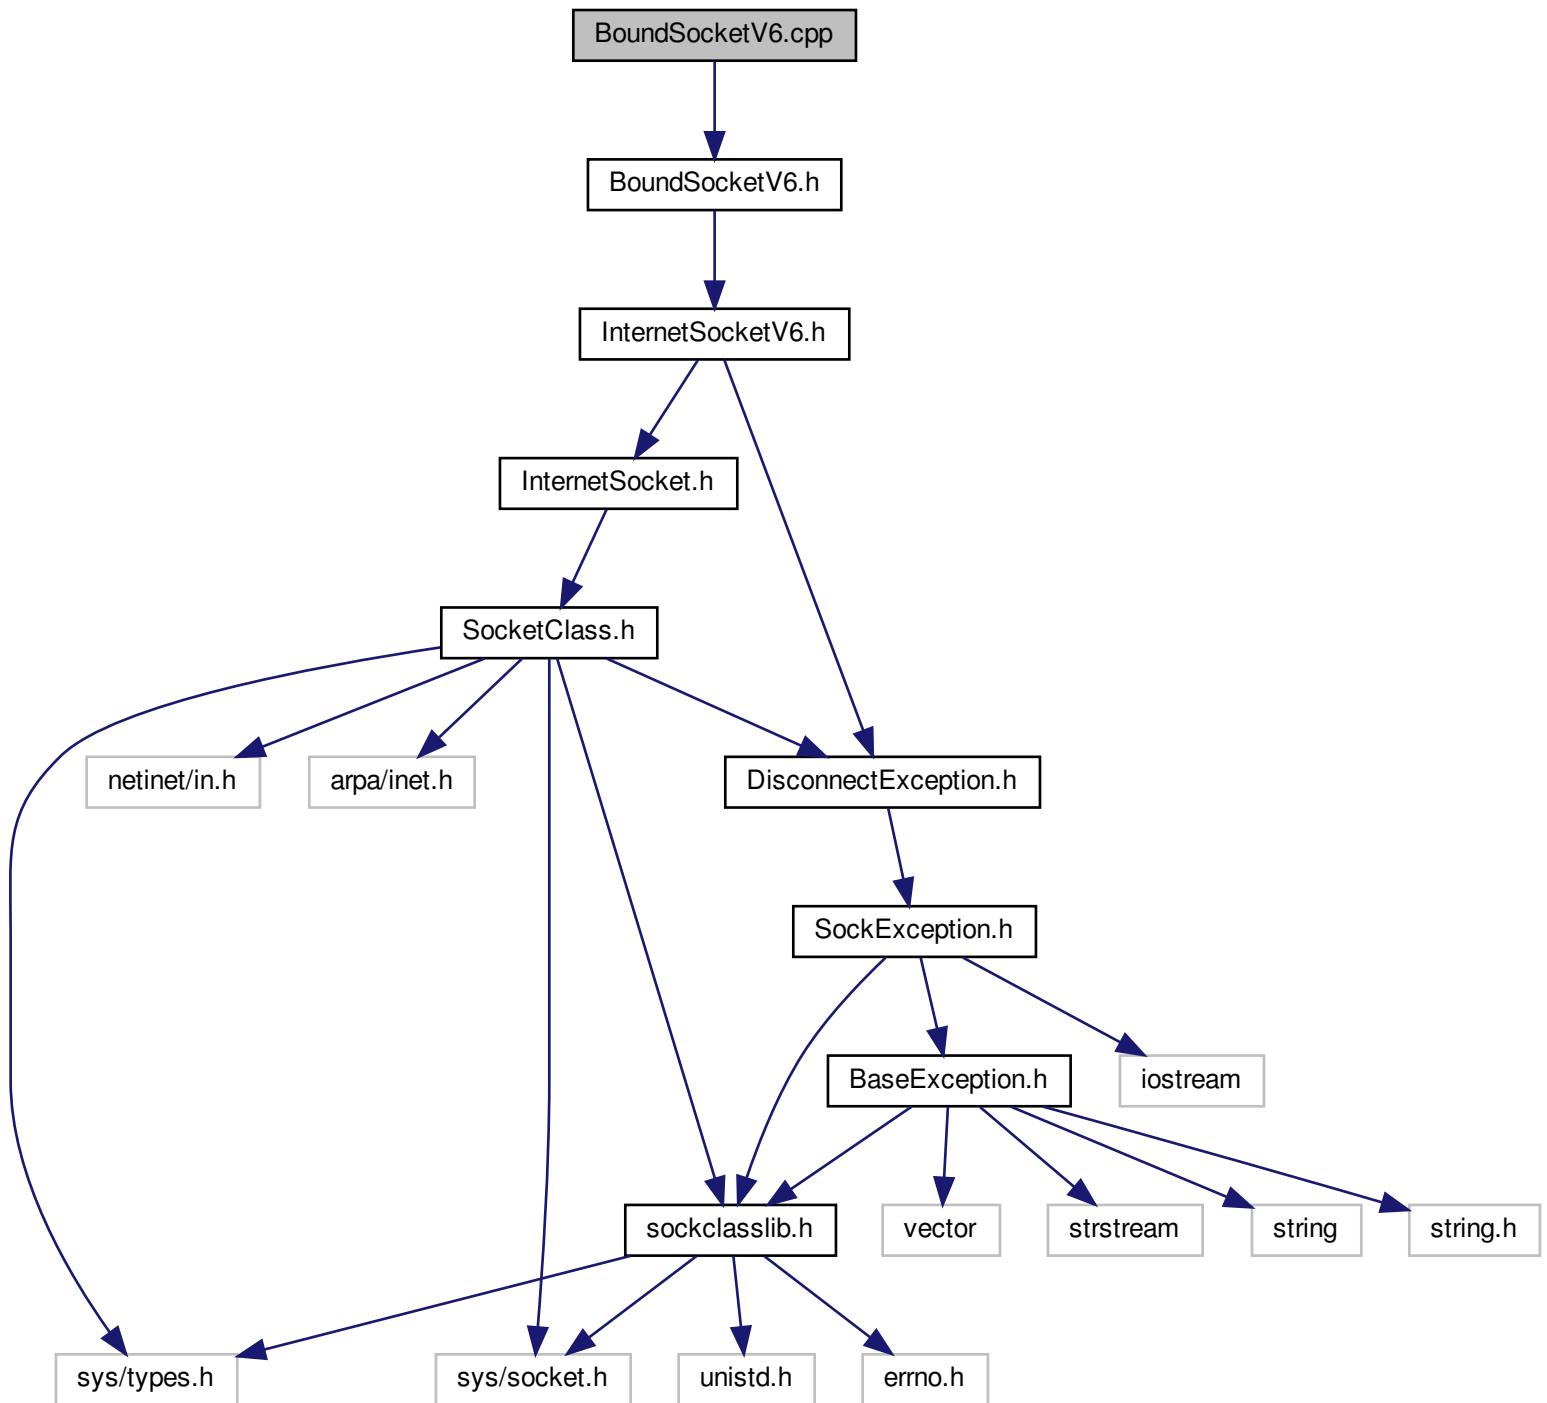 BoundSocketV6.cpp
BoundSocketV6.h
InternetSocketV6.h
InternetSocket.h
SocketClass.h
netinet/in.h
arpa/inet.h
DisconnectException.h
SockException.h
BaseException.h
iostream
sockclasslib.h
vector
strstream
string
string.h
sys/types.h
sys/socket.h
unistd.h
errno.h